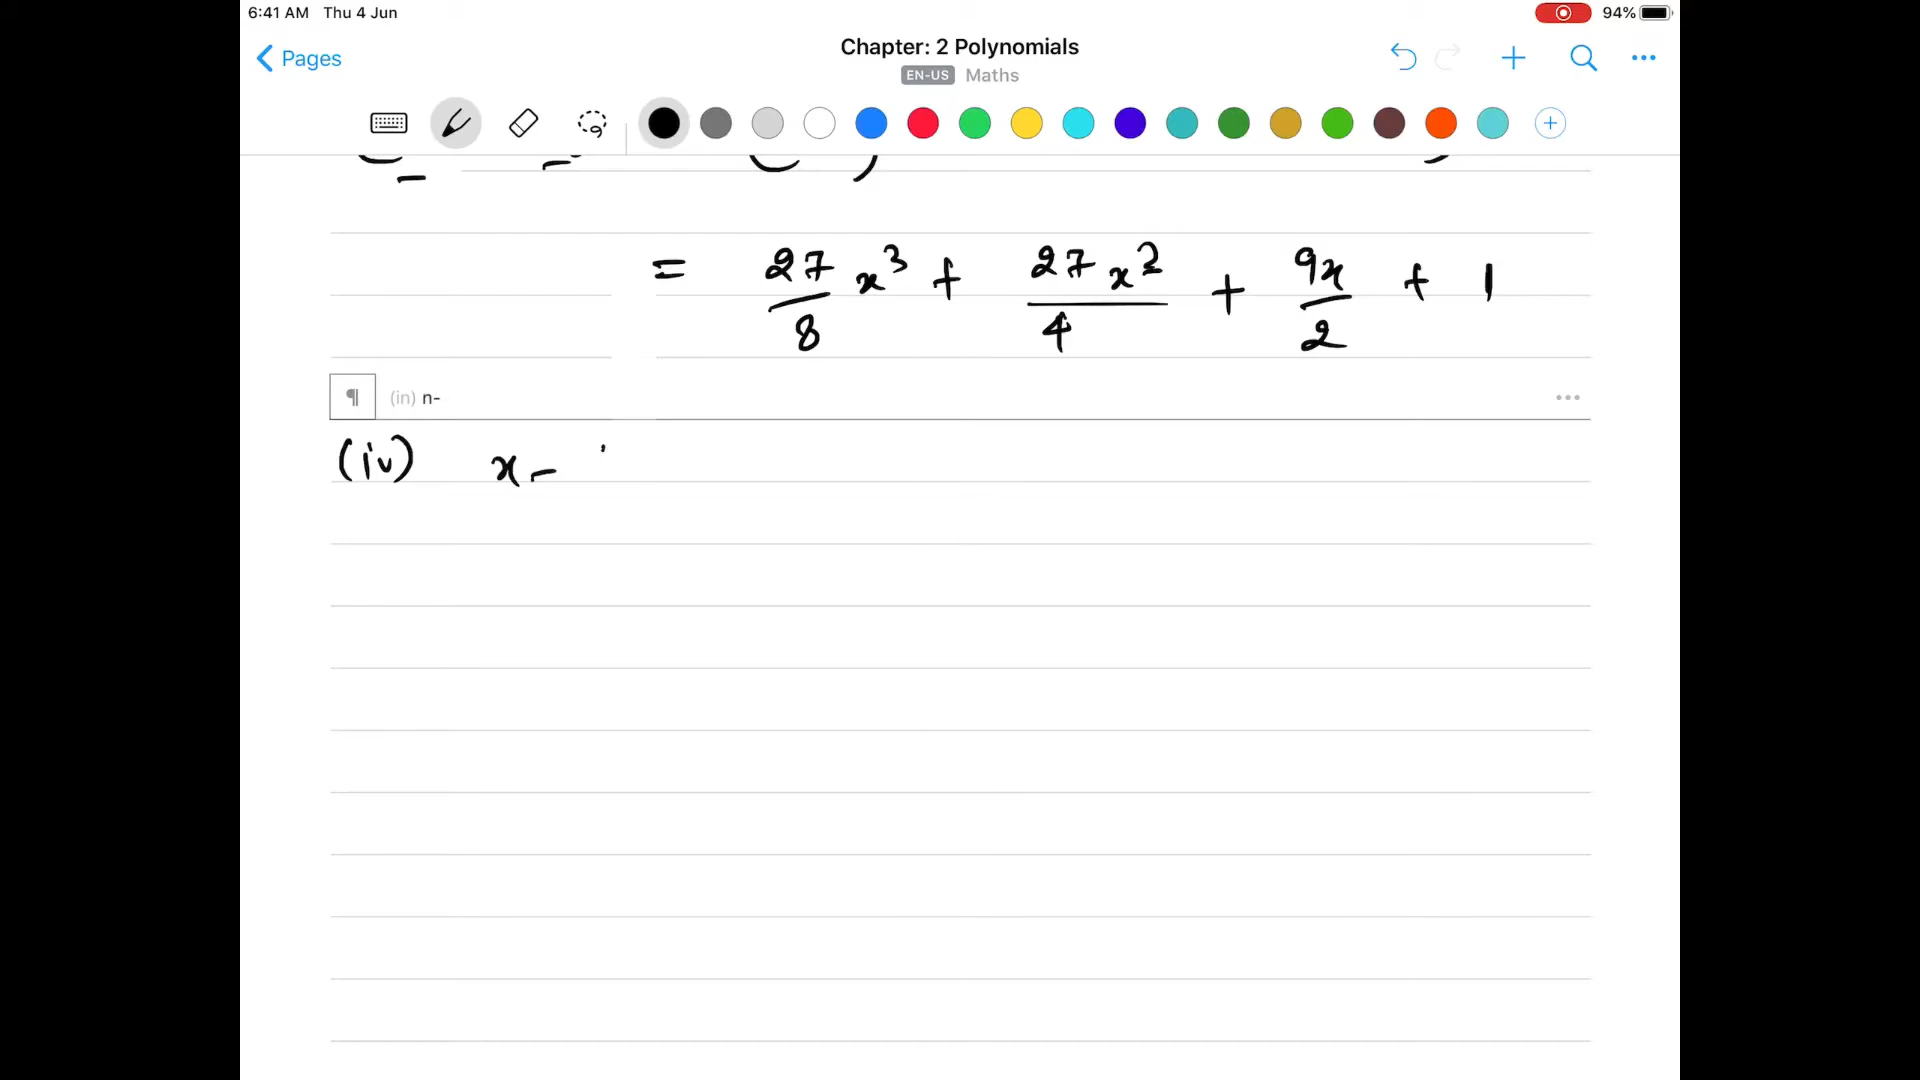 6:41 AM Thu 4 Jun 94%
Pages Chapter: 2 Polynomials
EN-US Maths
= 27/8 x³ + 27x²/4 + 9x/2 + 1
(in) n-
(iv) x -